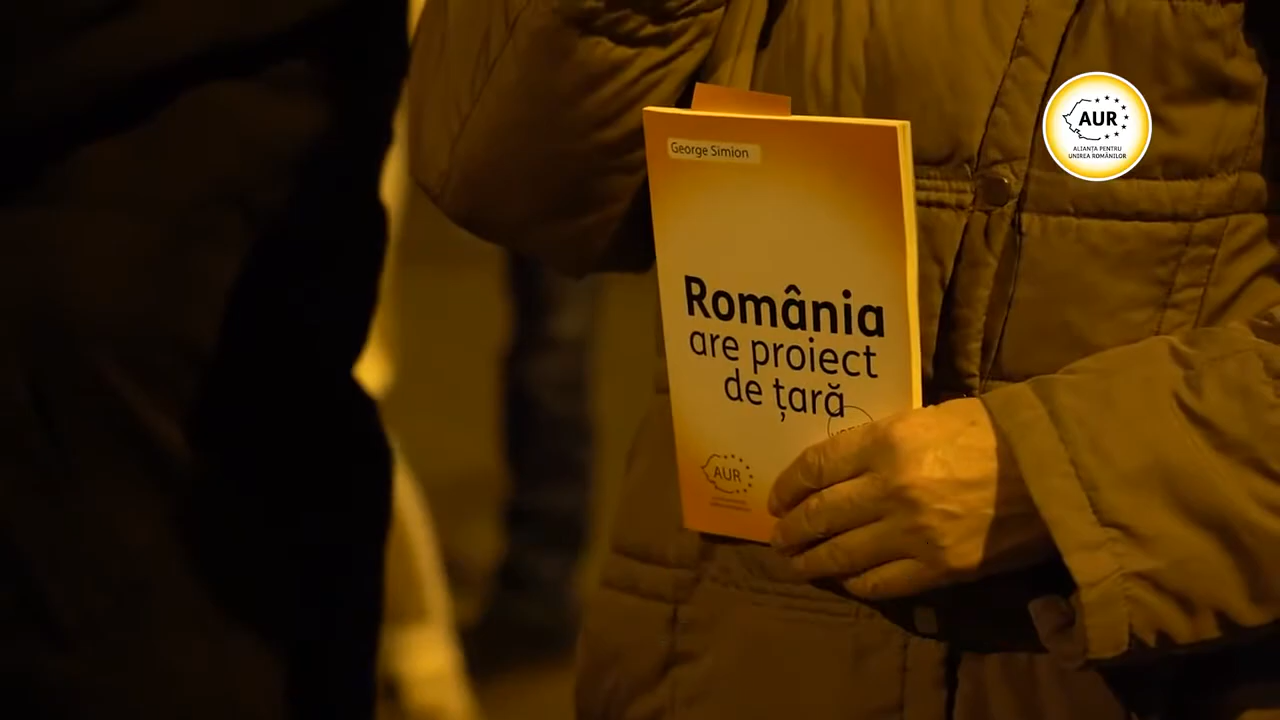 George Simion
România
are proiect
de țară
AUR
AUR
ALIANȚA PENTRU
UNIREA ROMÂNILOR